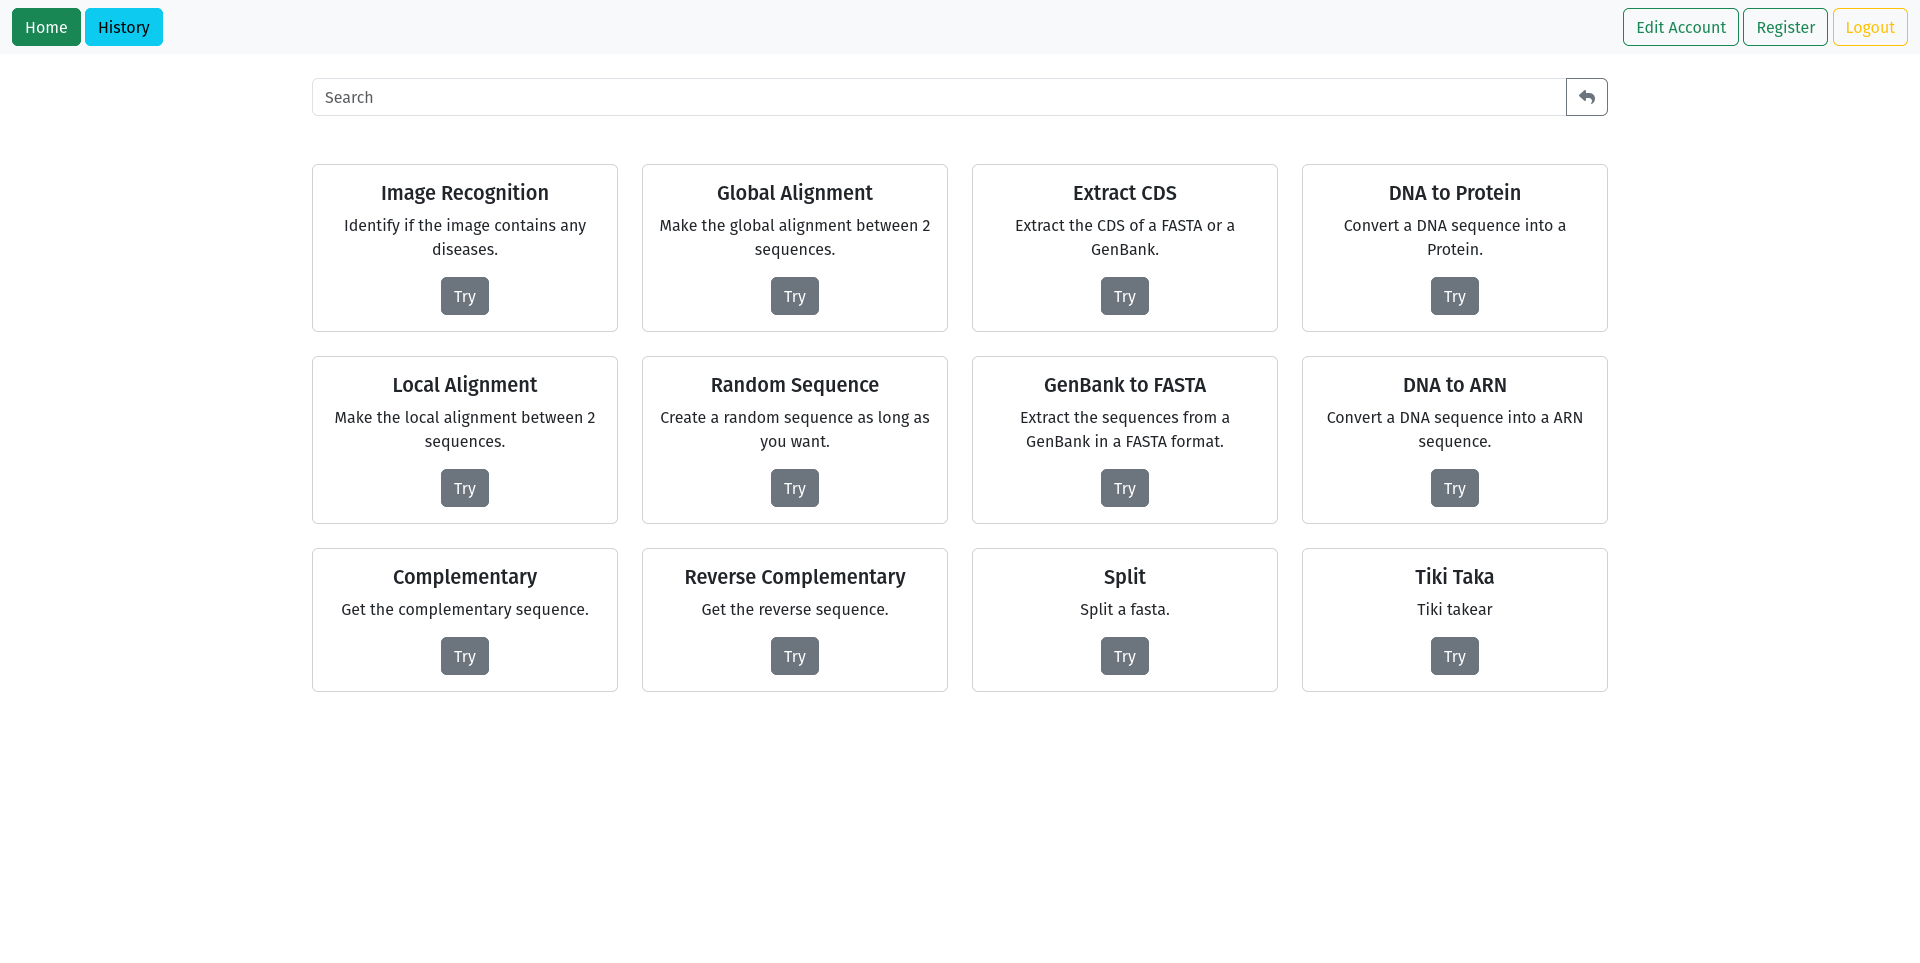 Home History Edit Account Register Logout
Search
Image Recognition
Identify if the image contains any
diseases.
Try
Global Alignment
Make the global alignment between 2
sequences.
Try
Extract CDS
Extract the CDS of a FASTA or a
GenBank.
Try
DNA to Protein
Convert a DNA sequence into a
Protein.
Try
Local Alignment
Make the local alignment between 2
sequences.
Try
Random Sequence
Create a random sequence as long as
you want.
Try
GenBank to FASTA
Extract the sequences from a
GenBank in a FASTA format.
Try
DNA to ARN
Convert a DNA sequence into a ARN
sequence.
Try
Complementary
Get the complementary sequence.
Try
Reverse Complementary
Get the reverse sequence.
Try
Split
Split a fasta.
Try
Tiki Taka
Tiki takear
Try